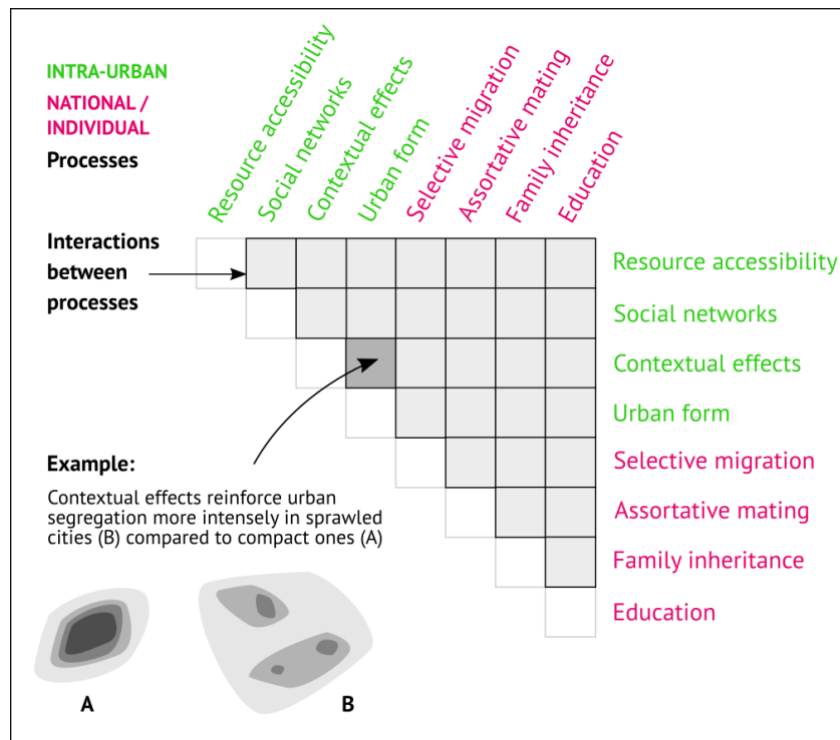 INTRA-URBAN
NATIONAL /
INDIVIDUAL
Processes
Resource accessibility
Social networks
Contextual effects
Urban form
Selective migration
Assortative mating
Family inheritance
Education
Interactions
between
processes
Resource accessibility
Social networks
Contextual effects
Urban form
Selective migration
Assortative mating
Family inheritance
Education
Example:
Contextual effects reinforce urban
segregation more intensely in sprawled
cities (B) compared to compact ones (A)
A
B